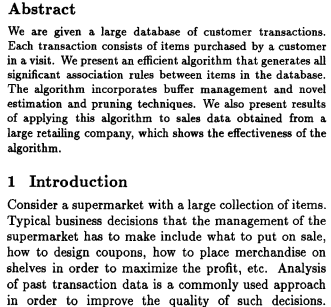 Abstract
We are given a large database of customer transactions.
Each transaction consists of items purchased by a customer
in a visit. We present an efficient algorithm that generates all
significant association rules between items in the database.
The algorithm incorporates buffer management and novel
estimation and pruning techniques. We also present results
of applying this algorithm to sales data obtained from a
large retailing company, which shows the effectiveness of the
algorithm.
1 Introduction
Consider a supermarket with a large collection of items.
Typical business decisions that the management of the
supermarket has to make include what to put on sale,
how to design coupons, how to place merchandise on
shelves in order to maximize the profit, etc. Analysis
of past transaction data is a commonly used approach
in order to improve the quality of such decisions.